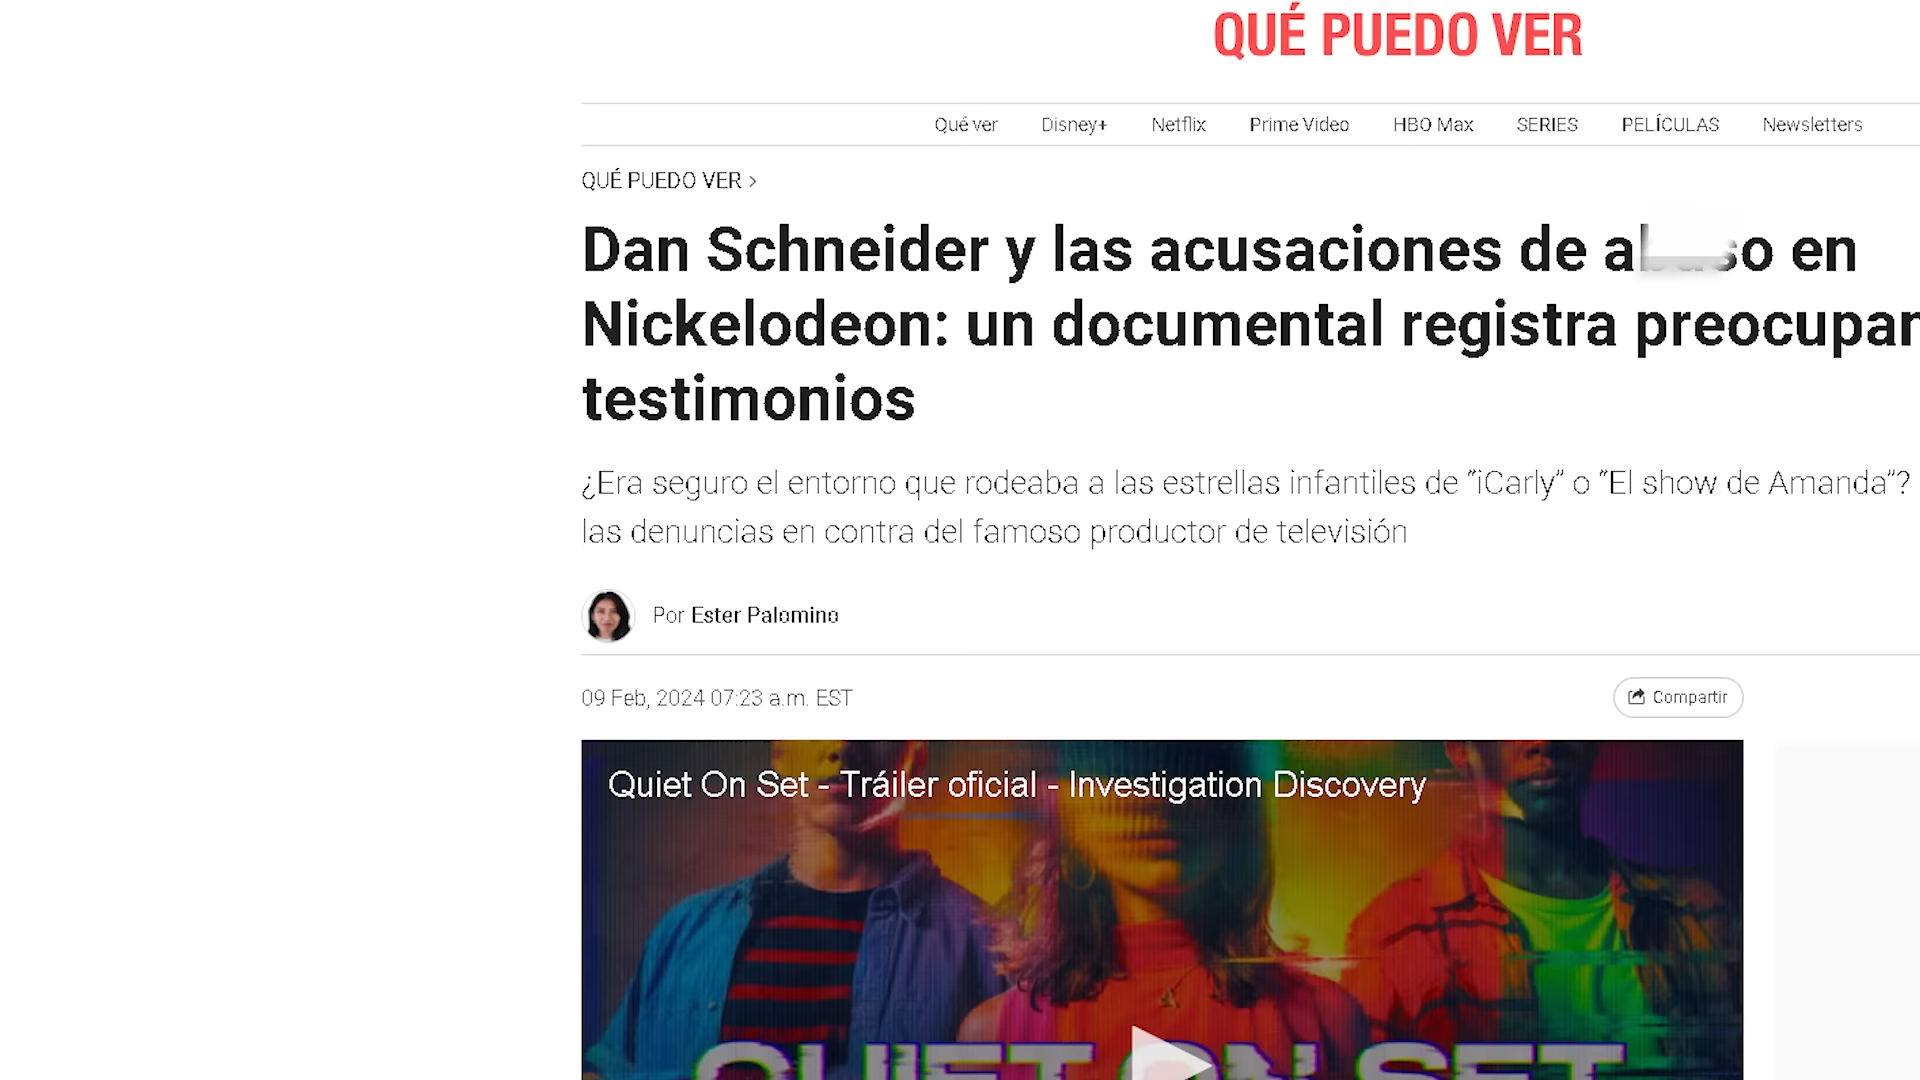 QUÉ PUEDO VER
Qué ver Disney+ Netflix Prime Video HBO Max SERIES PELÍCULAS Newsletters
QUÉ PUEDO VER >
Dan Schneider y las acusaciones de en
Nickelodeon: un documental registra
testimonios
¿Era seguro el entorno que rodeaba a las estrellas infantiles de “iCarly” o “El show de Amanda”?
las denuncias en contra del famoso productor de televisión
Por Ester Palomino
09 Feb, 2024 07:23 a.m. EST
Compartir
Quiet On Set - Tráiler oficial - Investigation Discovery
QUIET ON SET